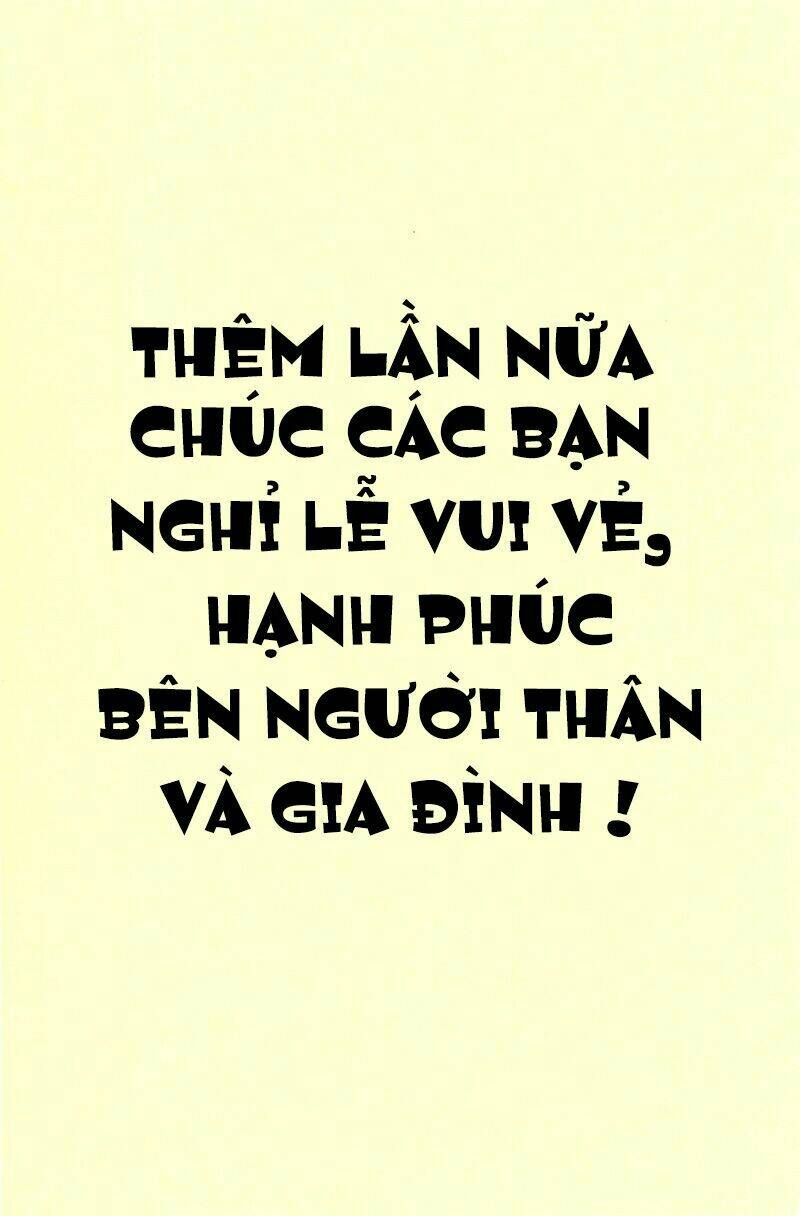 THÊM LẦN NỮA
CHÚC CÁC BẠN
NGHỈ LỄ VUI VẺ,
HẠNH PHÚC
BÊN NGƯỜI THÂN
VÀ GIA ĐÌNH !